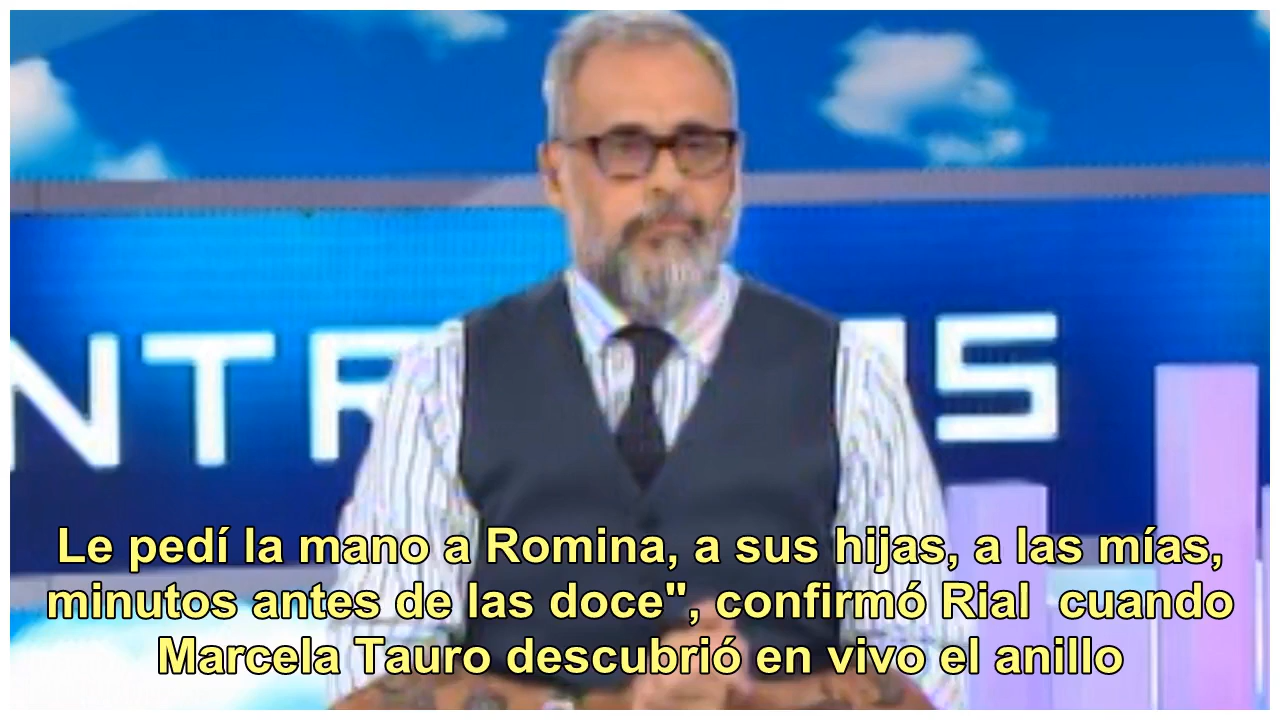 NTR
S
Le pedí la mano a Romina, a sus hijas, a las mías,
minutos antes de las doce", confirmó Rial  cuando
Marcela Tauro descubrió en vivo el anillo